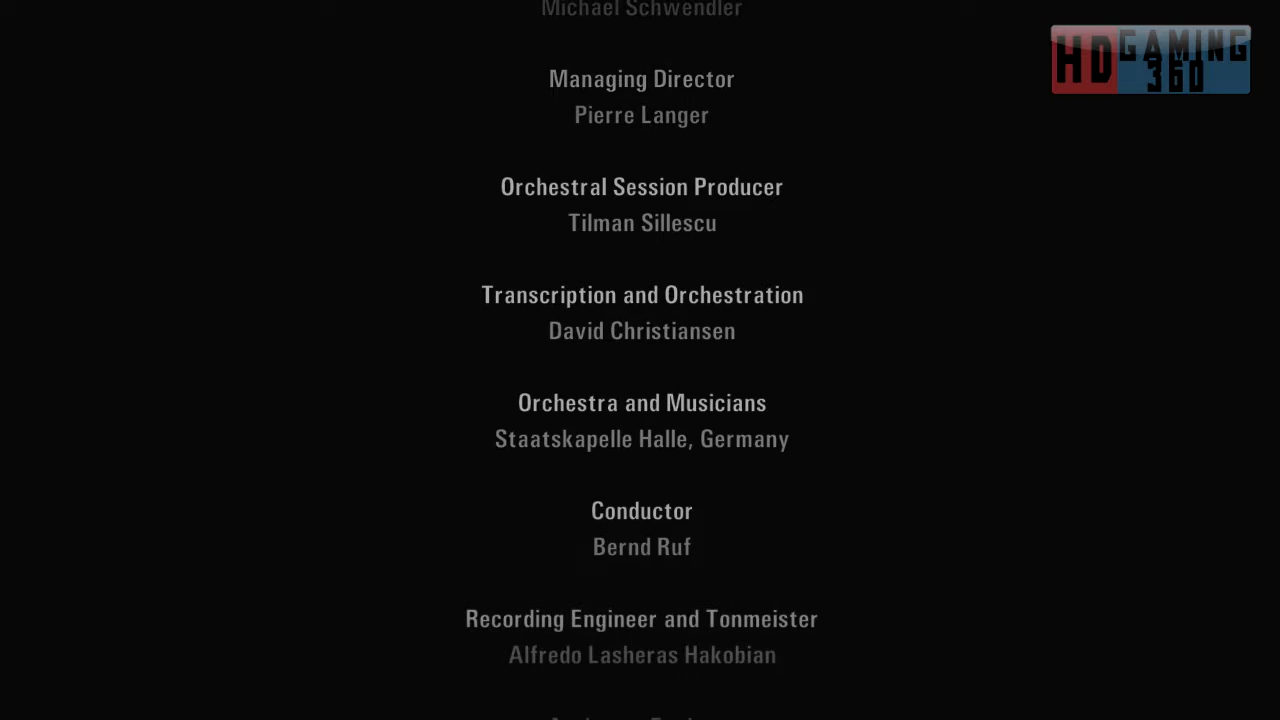 Michael Schwendler
HD GAMING
360
Managing Director
Pierre Langer
Orchestral Session Producer
Tilman Sillescu
Transcription and Orchestration
David Christiansen
Orchestra and Musicians
Staatskapelle Halle, Germany
Conductor
Bernd Ruf
Recording Engineer and Tonmeister
Alfredo Lasheras Hakobian